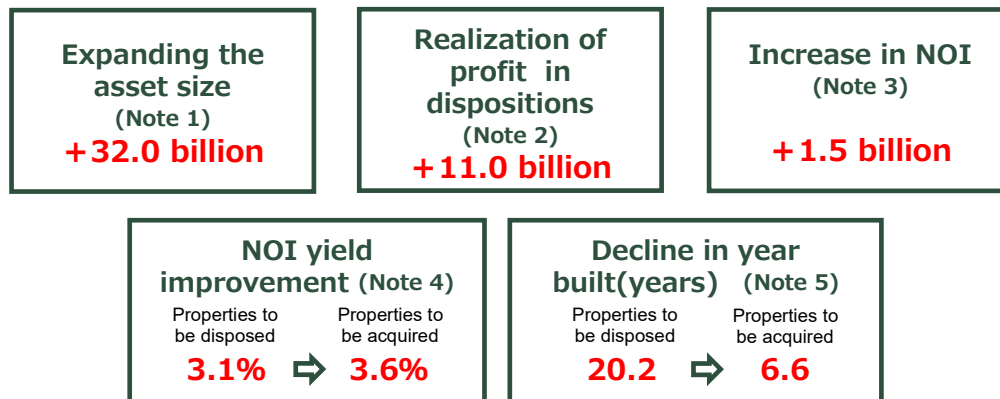 Expanding the
asset size
(Note 1)
+32.0 billion
Realization of
profit in
dispositions
(Note 2)
+11.0 billion
Increase in NOI
(Note 3)
+1.5 billion
NOI yield
improvement (Note 4)
Properties to
be disposed
Properties to
be acquired
3.1% ⇨ 3.6%
Decline in year
built(years) (Note 5)
Properties to
be disposed
Properties to
be acquired
20.2 ⇨ 6.6